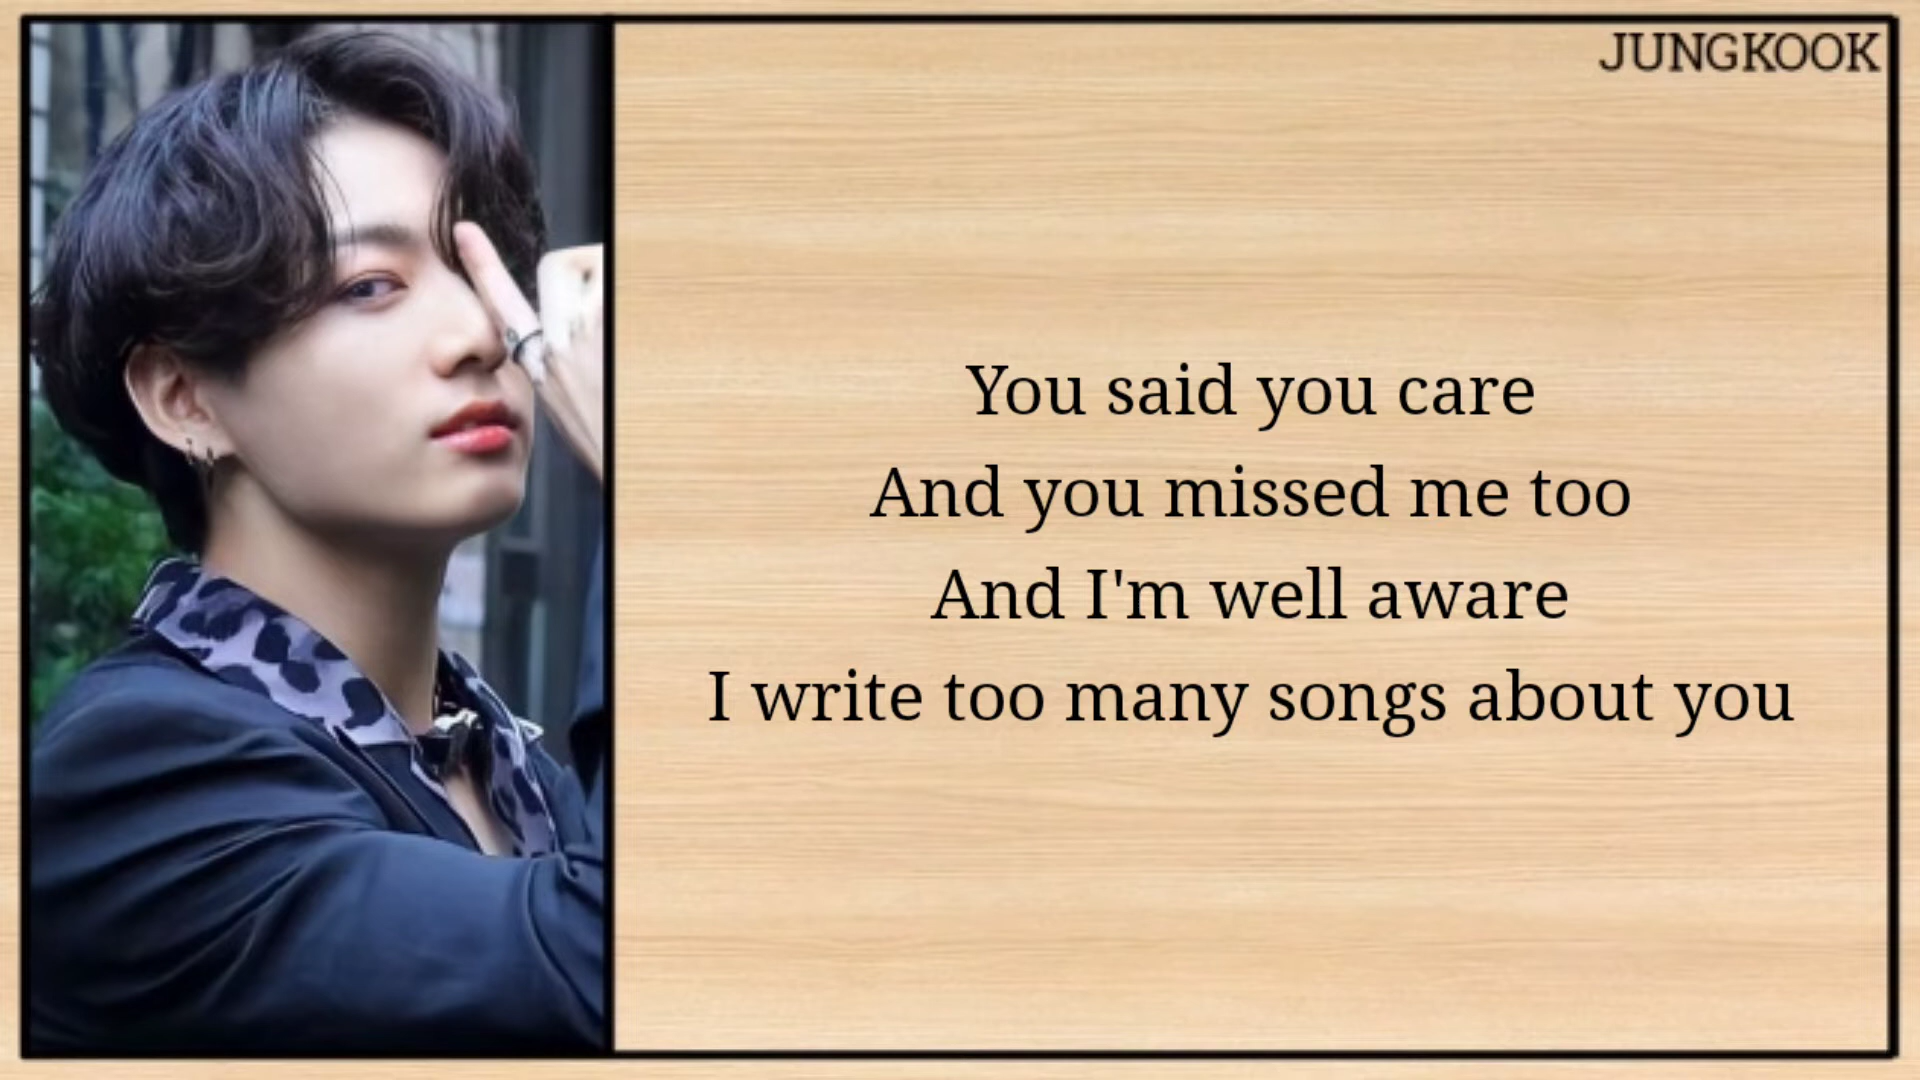 JUNGKOOK
You said you care
And you missed me too
And I'm well aware
I write too many songs about you